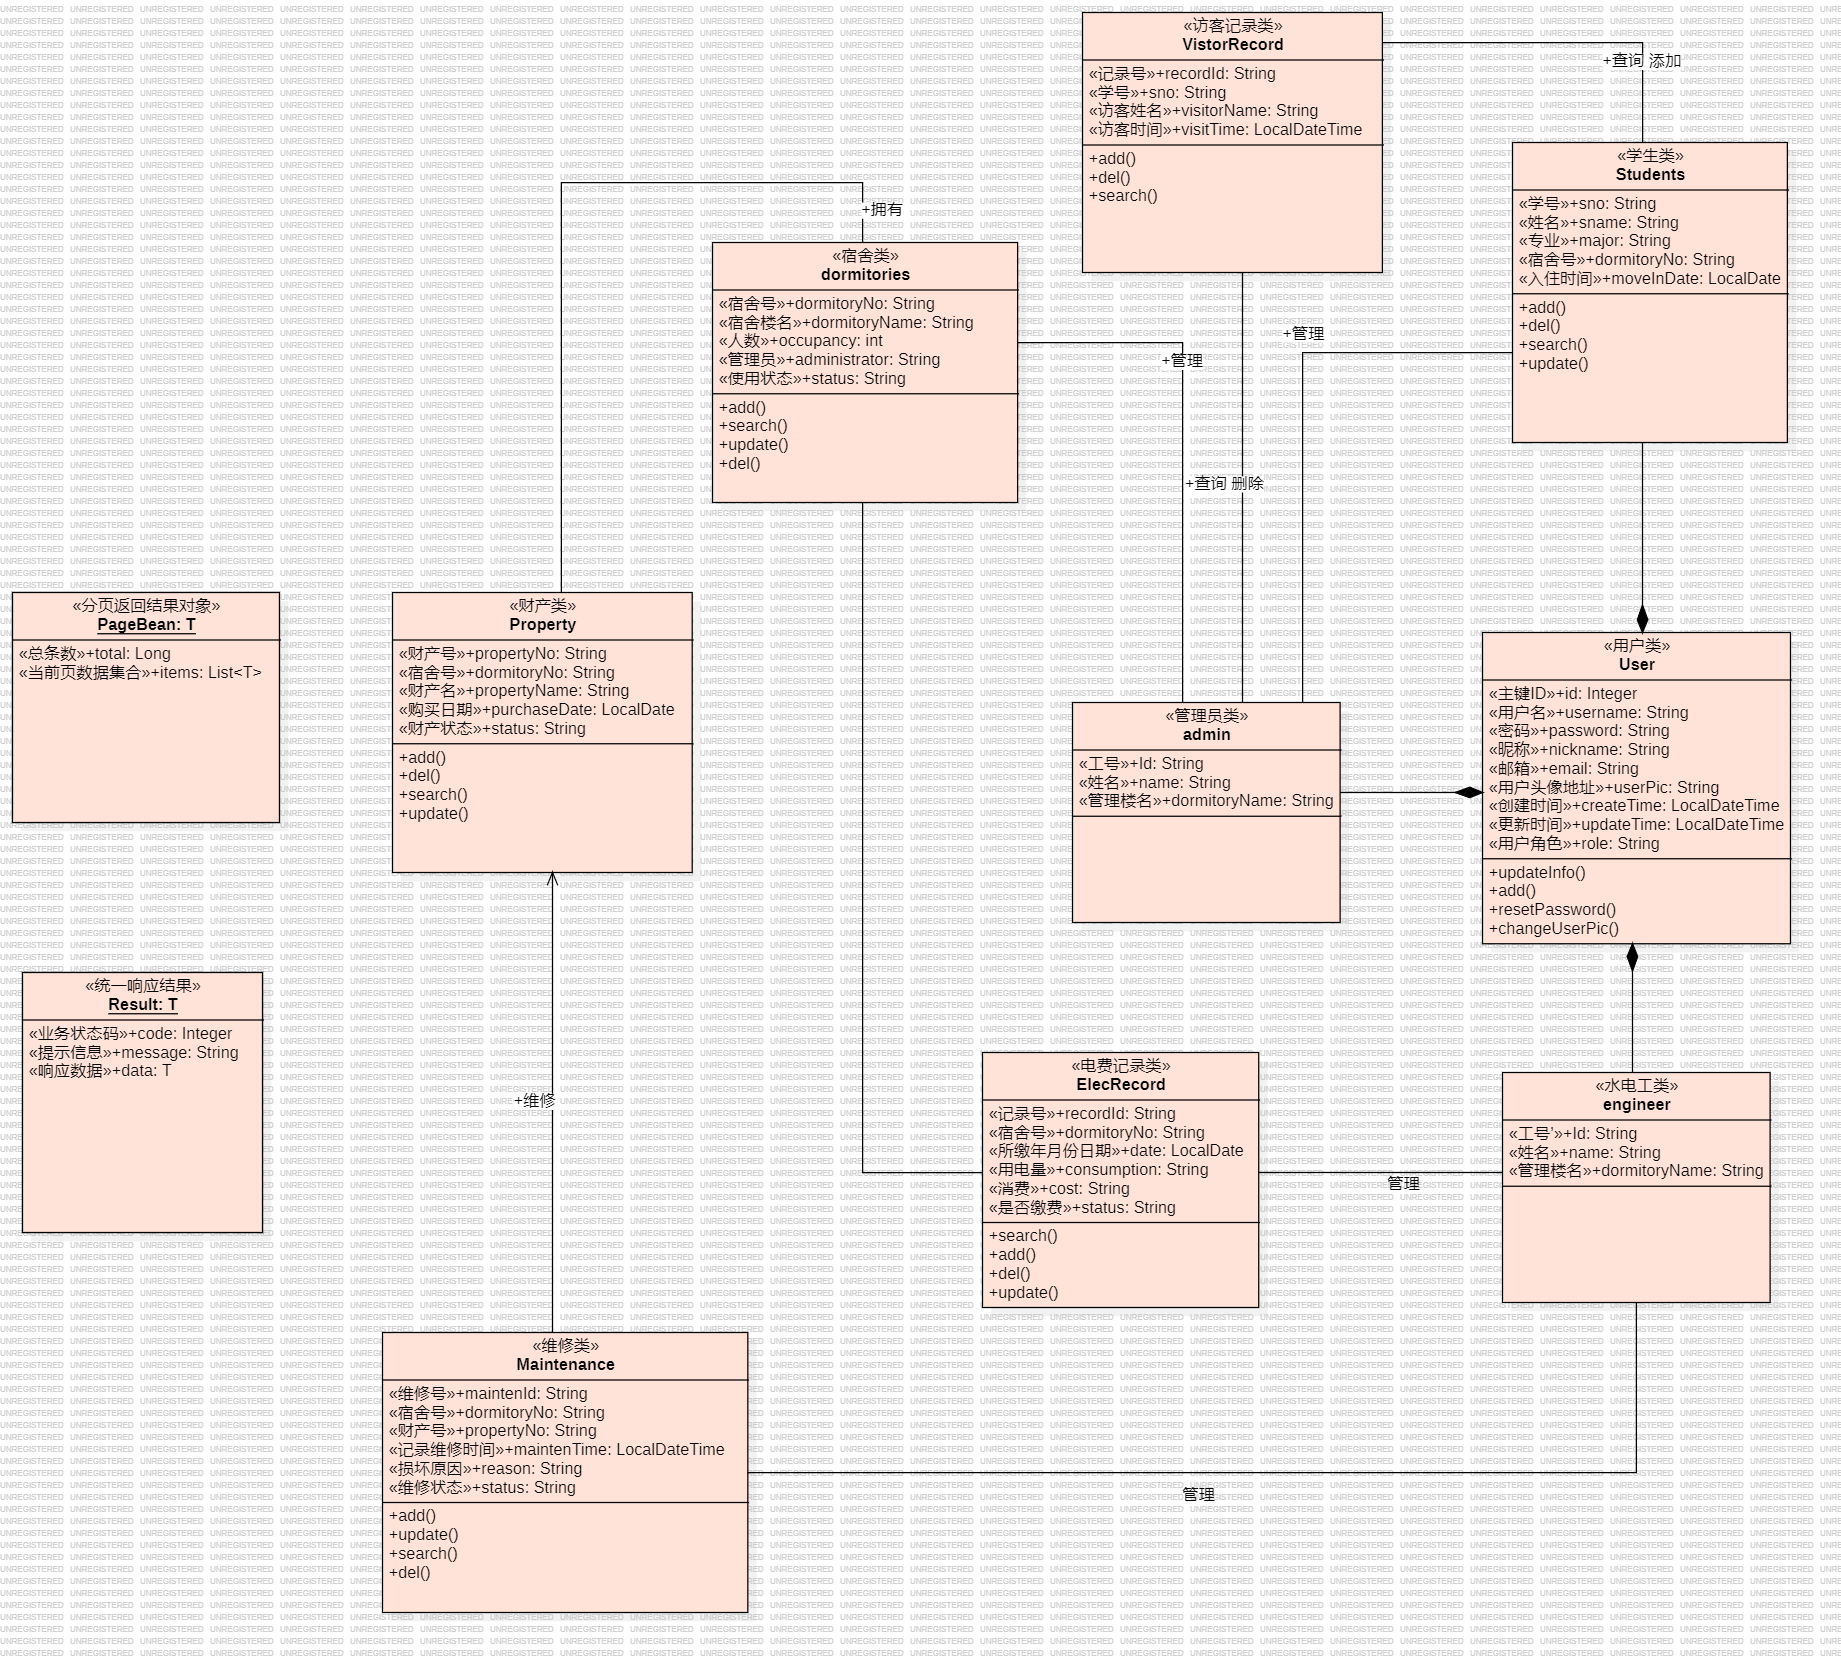 «访客记录类»
VistorRecord
«记录号»+recordId: String
«学号»+sno: String
«访客姓名»+visitorName: String
«访客时间»+visitTime: LocalDateTime
+add()
+del()
+search()
+查询 添加
«学生类»
Students
«学号»+sno: String
«姓名»+sname: String
«专业»+major: String
«宿舍号»+dormitoryNo: String
«入住时间»+moveInDate: LocalDate
+add()
+del()
+search()
+update()
+拥有
«宿舍类»
dormitories
«宿舍号»+dormitoryNo: String
«宿舍楼名»+dormitoryName: String
«人数»+occupancy: int
«管理员»+administrator: String
«使用状态»+status: String
+add()
+search()
+update()
+del()
+管理
+管理
+查询 删除
«分页返回结果对象»
PageBean: T
«总条数»+total: Long
«当前页数据集合»+items: List<T>
«财产类»
Property
«财产号»+propertyNo: String
«宿舍号»+dormitoryNo: String
«财产名»+propertyName: String
«购买日期»+purchaseDate: LocalDate
«财产状态»+status: String
+add()
+del()
+search()
+update()
«管理员类»
admin
«工号»+Id: String
«姓名»+name: String
«管理楼名»+dormitoryName: String
«用户类»
User
«主键ID»+id: Integer
«用户名»+username: String
«密码»+password: String
«昵称»+nickname: String
«邮箱»+email: String
«用户头像地址»+userPic: String
«创建时间»+createTime: LocalDateTime
«更新时间»+updateTime: LocalDateTime
«用户角色»+role: String
+updateInfo()
+add()
+resetPassword()
+changeUserPic()
«统一响应结果»
Result: T
«业务状态码»+code: Integer
«提示信息»+message: String
«响应数据»+data: T
+维修
«电费记录类»
ElecRecord
«记录号»+recordId: String
«宿舍号»+dormitoryNo: String
«所缴年月份日期»+date: LocalDate
«用电量»+consumption: String
«消费»+cost: String
«是否缴费»+status: String
+search()
+add()
+del()
+update()
管理
«水电工类»
engineer
«工号'»+Id: String
«姓名»+name: String
«管理楼名»+dormitoryName: String
«维修类»
Maintenance
«维修号»+maintenId: String
«宿舍号»+dormitoryNo: String
«财产号»+propertyNo: String
«记录维修时间»+maintenTime: LocalDateTime
«损坏原因»+reason: String
«维修状态»+status: String
+add()
+update()
+search()
+del()
管理
UNREGISTERED